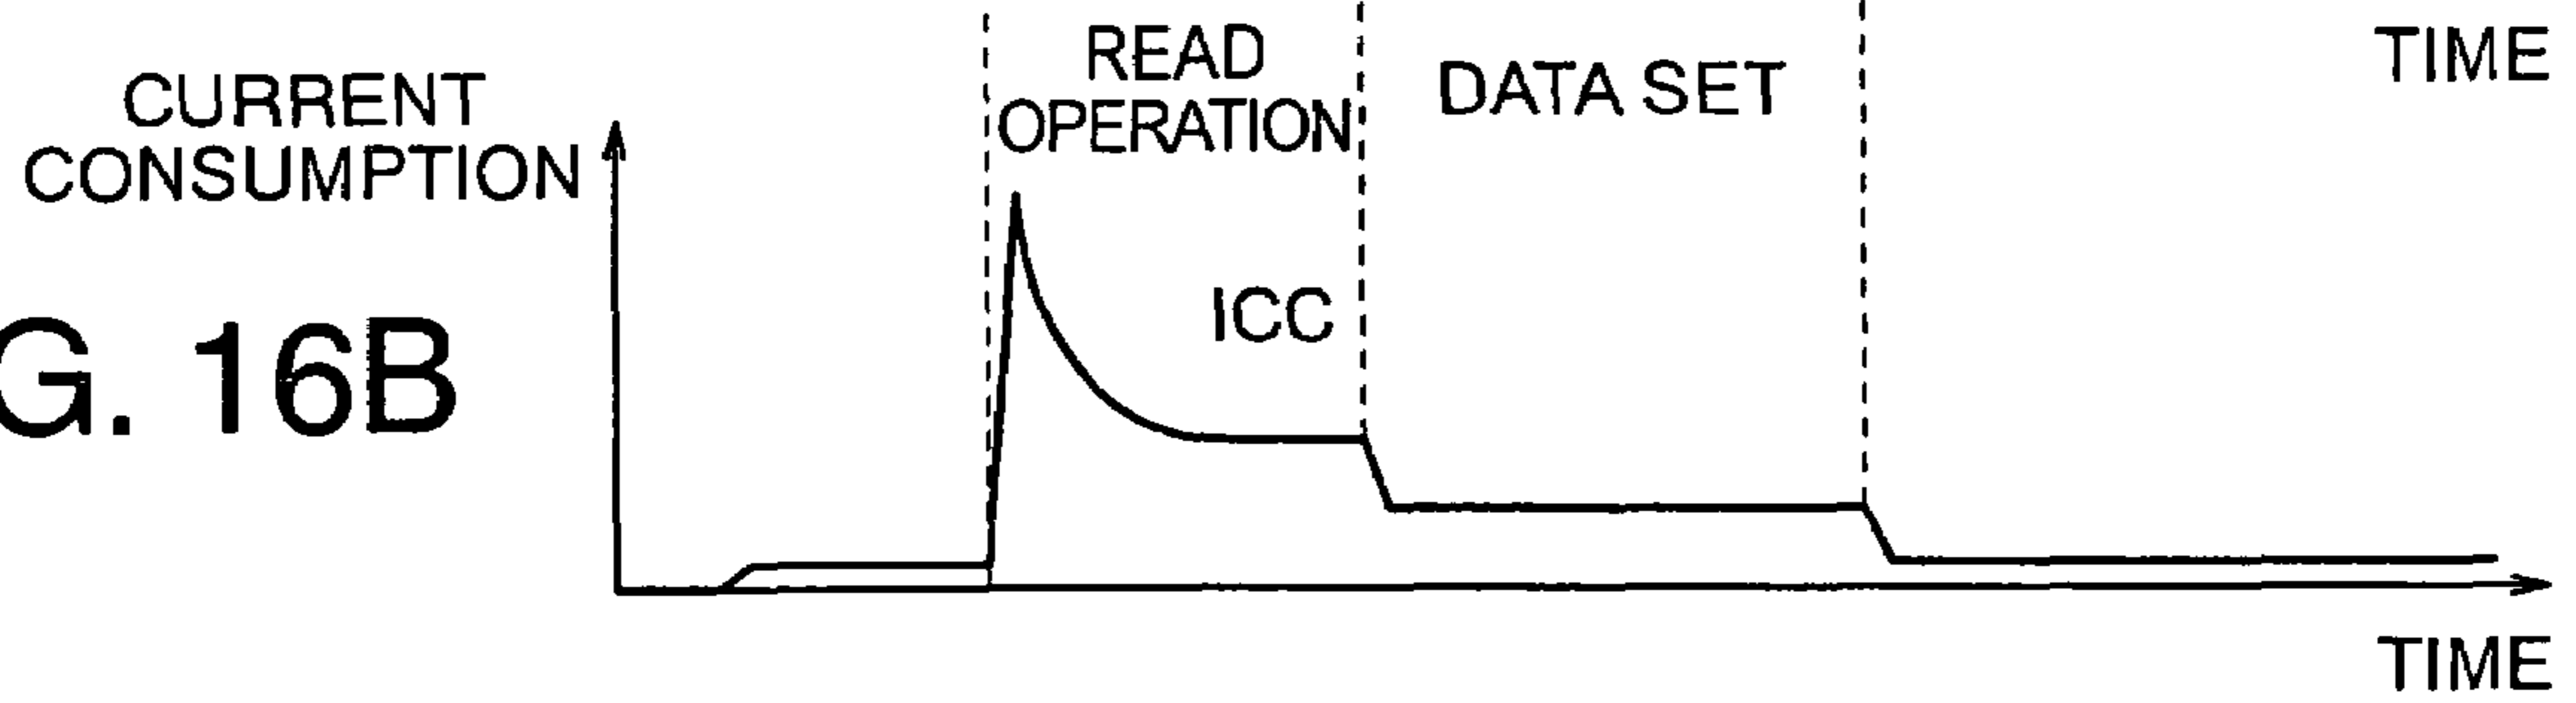 READ
OPERATION
DATA SET
TIME
CURRENT
CONSUMPTION
ICC
G. 16B
TIME